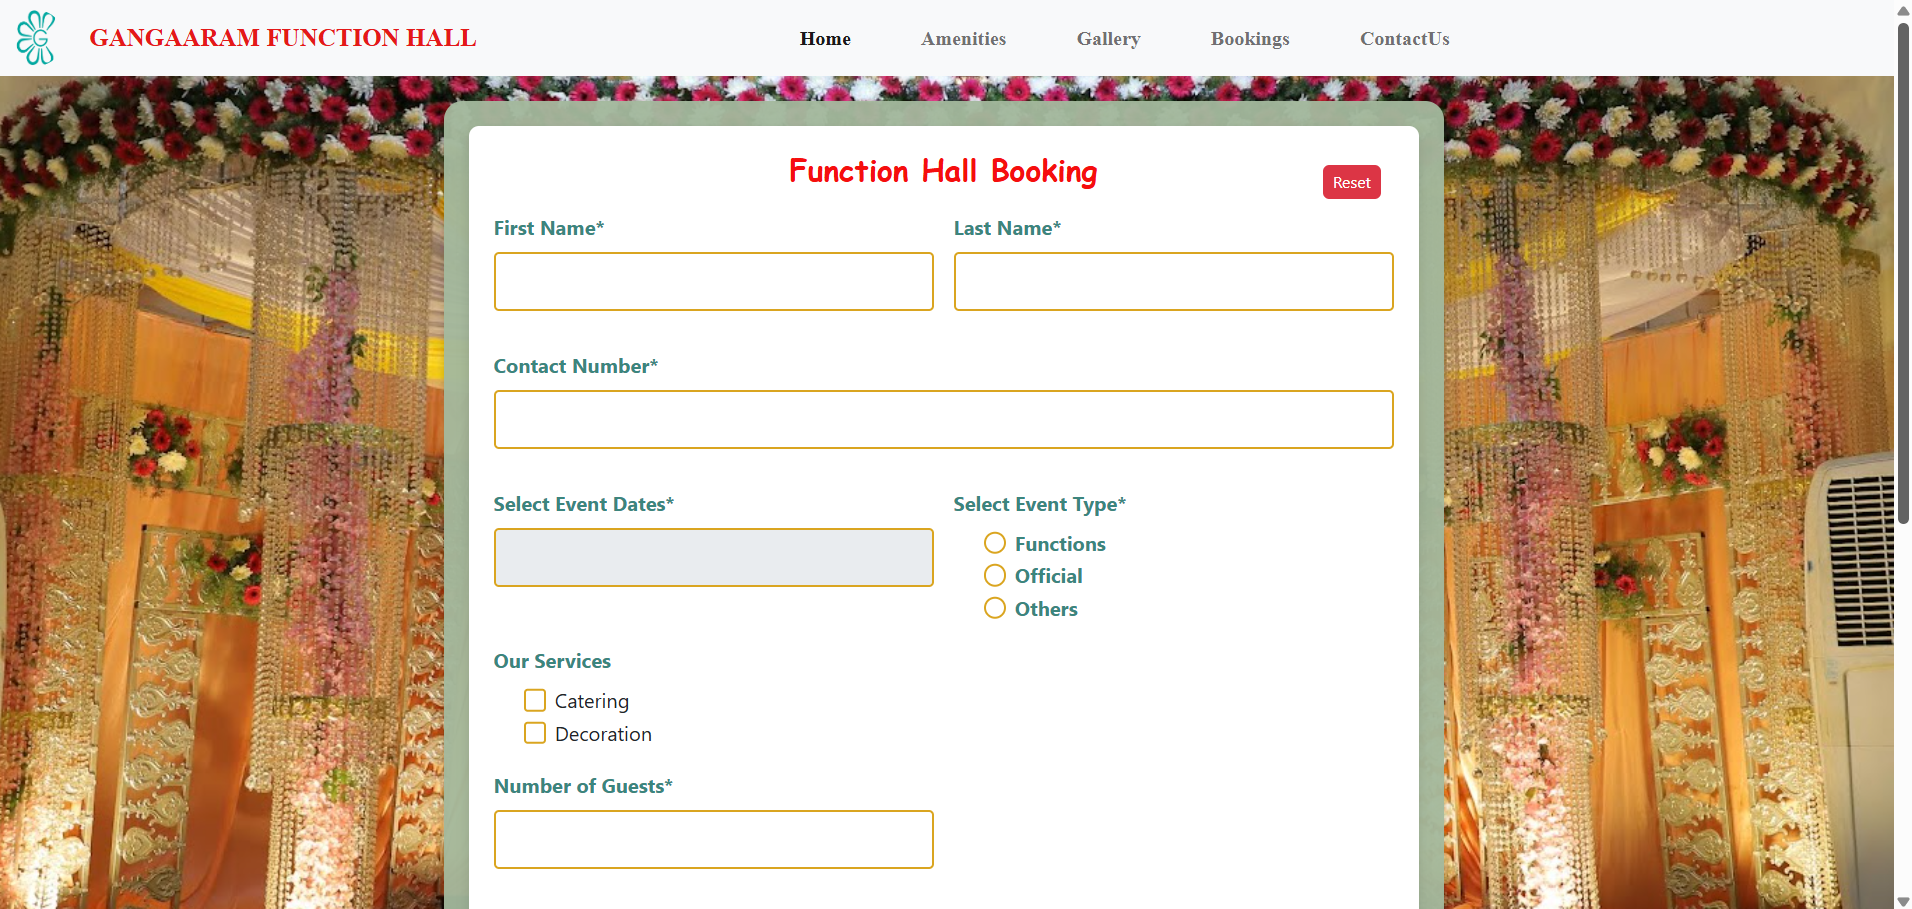 G
GANGAARAM FUNCTION HALL
Home Amenities Gallery Bookings ContactUs
Function Hall Booking
Reset
First Name* Last Name*
Contact Number*
Select Event Dates* Select Event Type*
Functions
Official
Others
Our Services
Catering
Decoration
Number of Guests*